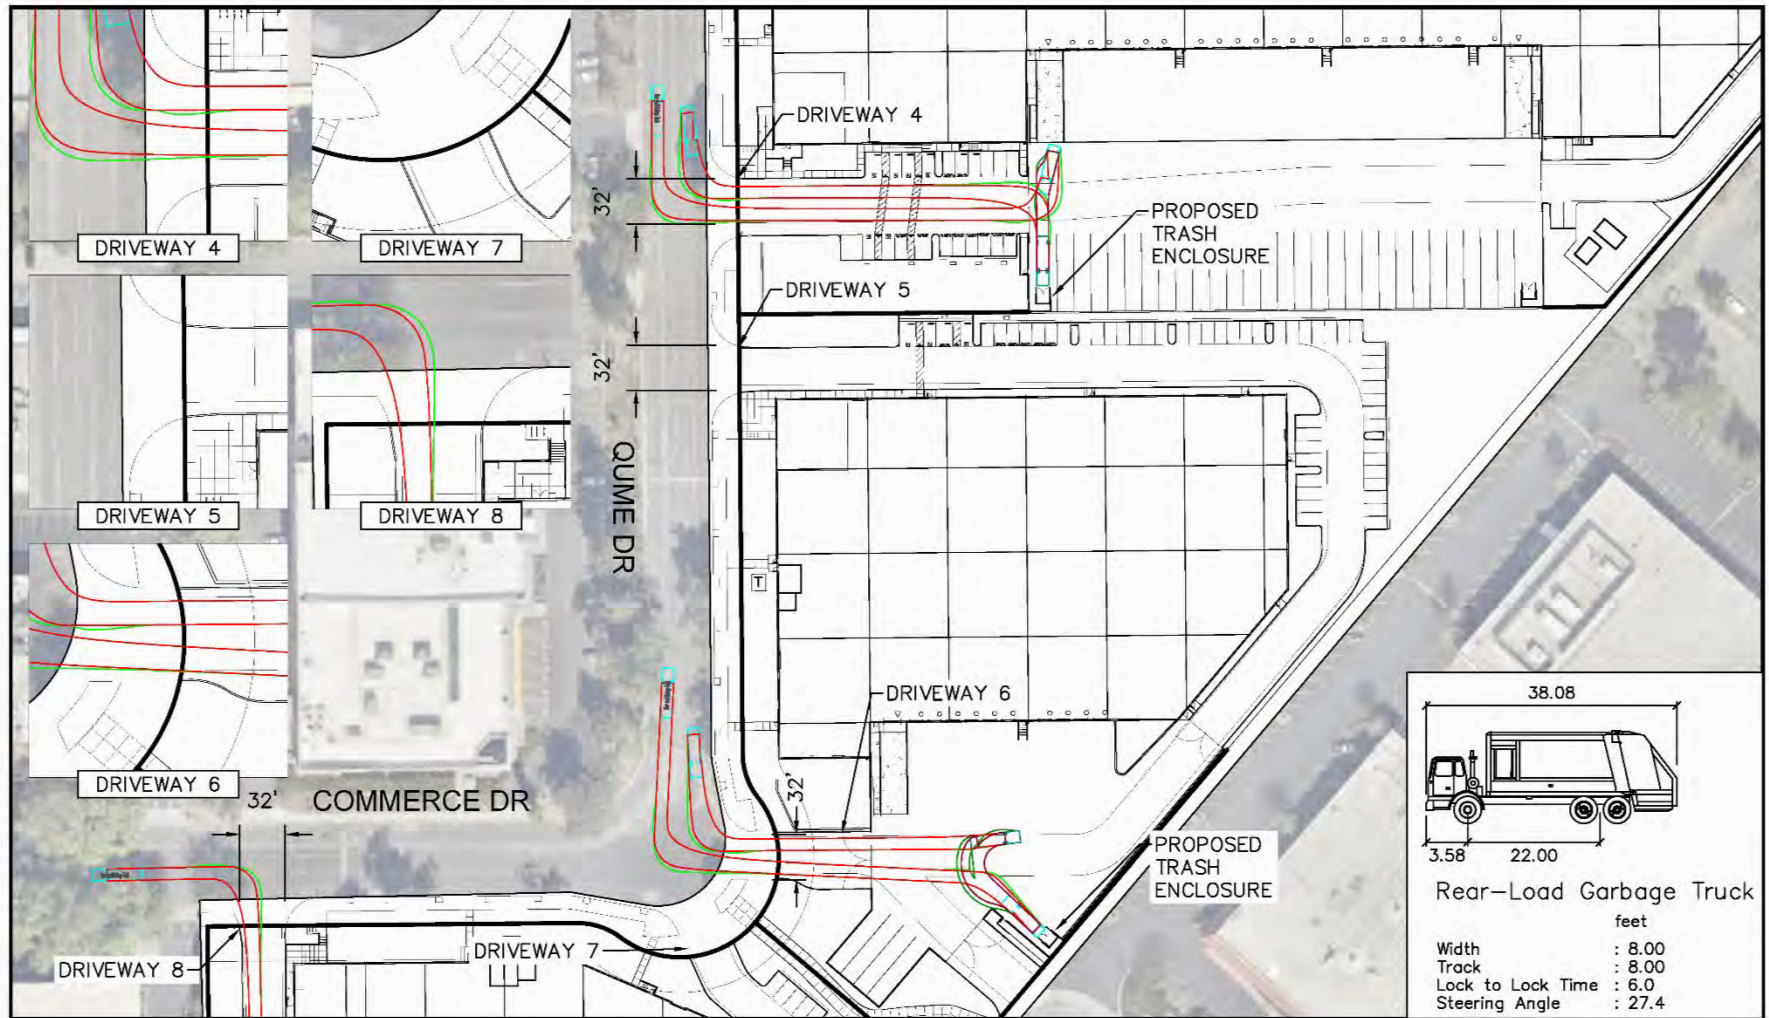 DRIVEWAY 4
DRIVEWAY 7
DRIVEWAY 5
DRIVEWAY 8
DRIVEWAY 6
DRIVEWAY 4
32'
PROPOSED
TRASH
ENCLOSURE
DRIVEWAY 5
32'
QUME DR
T
DRIVEWAY 6
32'
32'
COMMERCE DR
PROPOSED
TRASH
ENCLOSURE
DRIVEWAY 7
DRIVEWAY 8
38.08
3.58
22.00
Rear-Load Garbage Truck
feet
Width : 8.00
Track : 8.00
Lock to Lock Time : 6.0
Steering Angle : 27.4